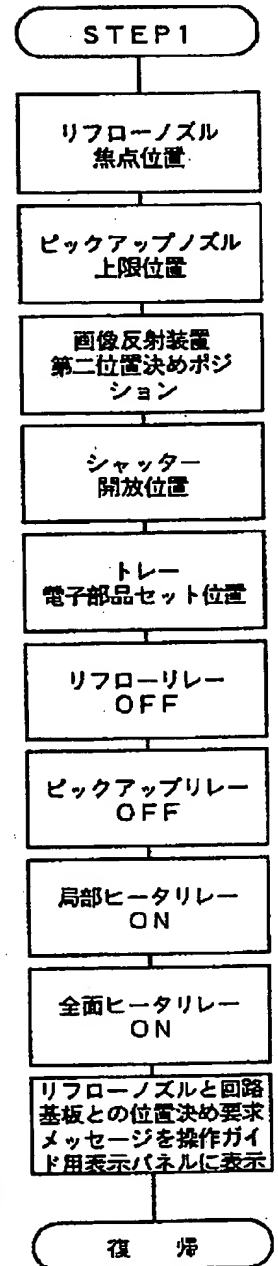 STEP1
リフローノズル
焦点位置
ピックアップノズル
上限位置
画像反射装置
第二位置決めポジ
ション
シャッター
開放位置
トレー
電子部品セット位置
リフローリレー
OFF
ピックアップリレー
OFF
局部ヒータリレー
ON
全面ヒータリレー
ON
リフローノズルと回路
基板との位置決め要求
メッセージを操作ガイ
ド用表示パネルに表示
復 帰